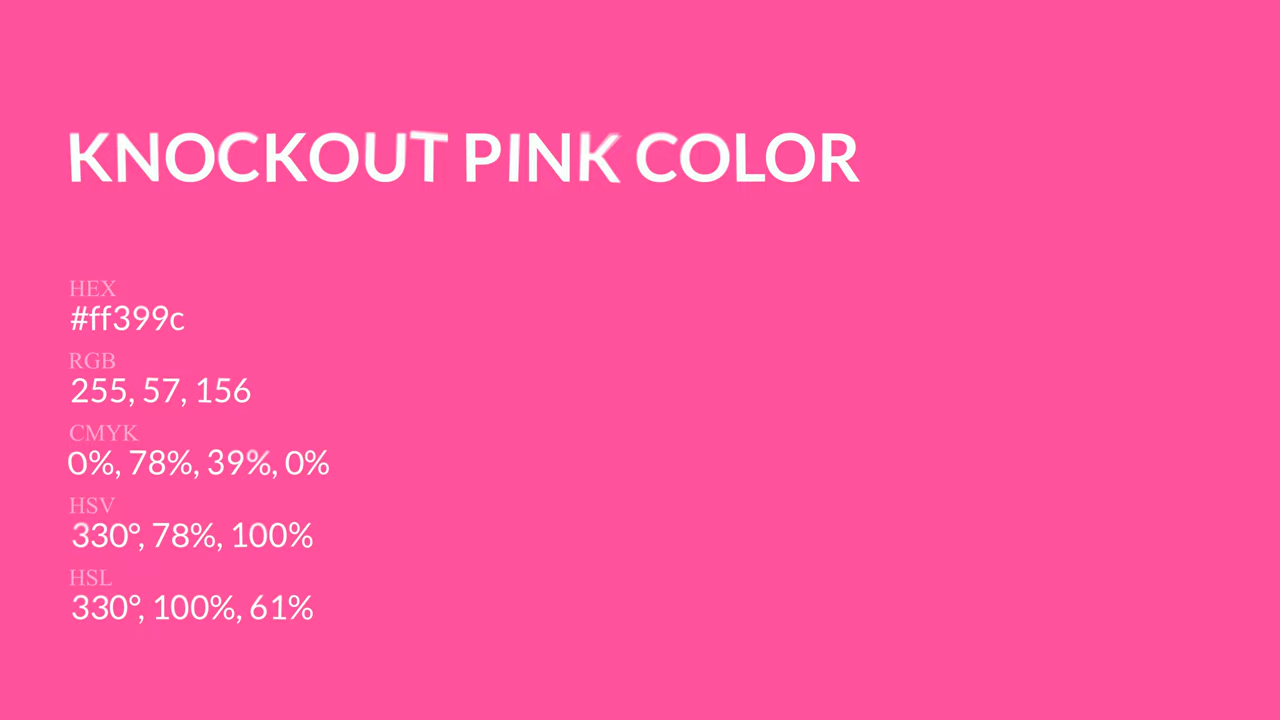 KNOCKOUT PINK COLOR
HEX
#ff399c
RGB
255, 57, 156
CMYK
0%, 78%, 39%, 0%
HSV
330°, 78%, 100%
HSL
330°, 100%, 61%